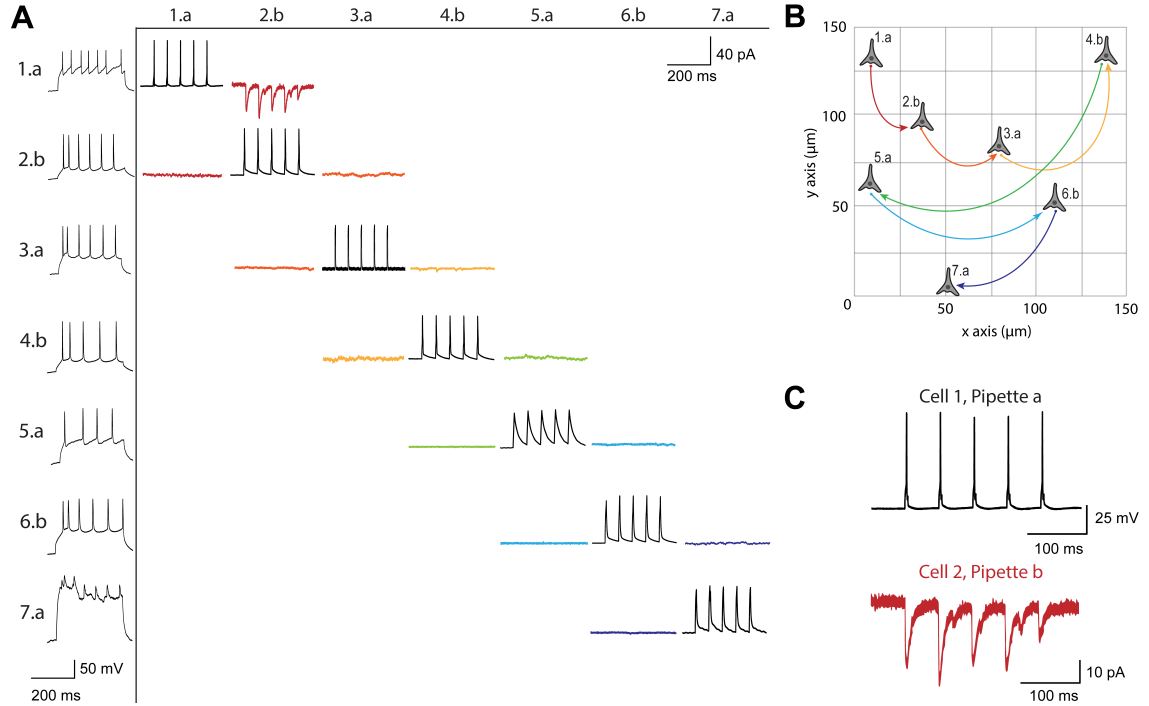 A
1.a 2.b 3.a 4.b 5.a 6.b 7.a
1.a
40 pA
200 ms
2.b
3.a
4.b
5.a
6.b
7.a
50 mV
200 ms
B
150
100
50
0
50
100
150
y axis (µm)
x axis (µm)
1.a
4.b
2.b
3.a
5.a
6.b
7.a
C
Cell 1, Pipette a
25 mV
100 ms
Cell 2, Pipette b
10 pA
100 ms